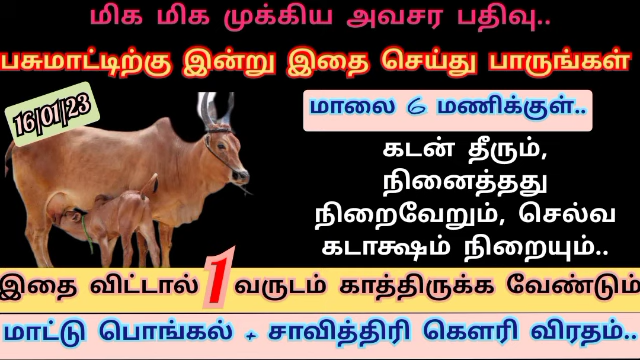 மிக மிக முக்கிய அவசர பதிவு..
பசுமாட்டிற்கு இன்று இதை செய்து பாருங்கள்
16/01/23
மாலை 6 மணிக்குள்..
கடன் தீரும்,
நினைத்தது
நிறைவேறும், செல்வ
கடாக்ஷம் நிறையும்..
இதை விட்டால் 1 வருடம் காத்திருக்க வேண்டும்
மாட்டு பொங்கல் + சாவித்திரி கௌரி விரதம்..